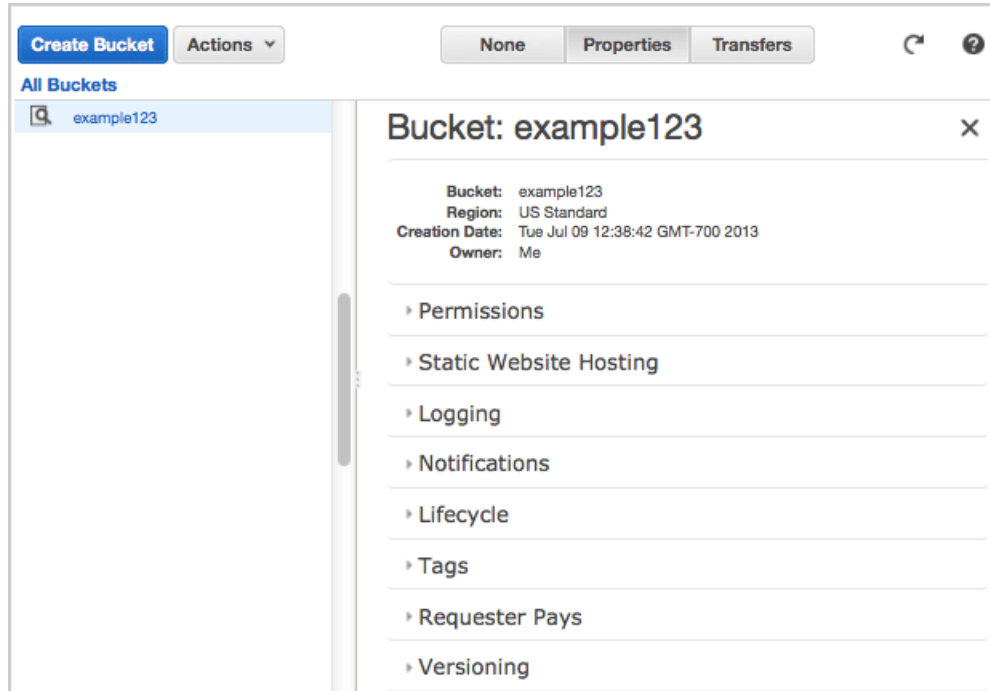 Create Bucket Actions None Properties Transfers
All Buckets
example123
Bucket: example123
Bucket: example123
Region: US Standard
Creation Date: Tue Jul 09 12:38:42 GMT-700 2013
Owner: Me
Permissions
Static Website Hosting
Logging
Notifications
Lifecycle
Tags
Requester Pays
Versioning